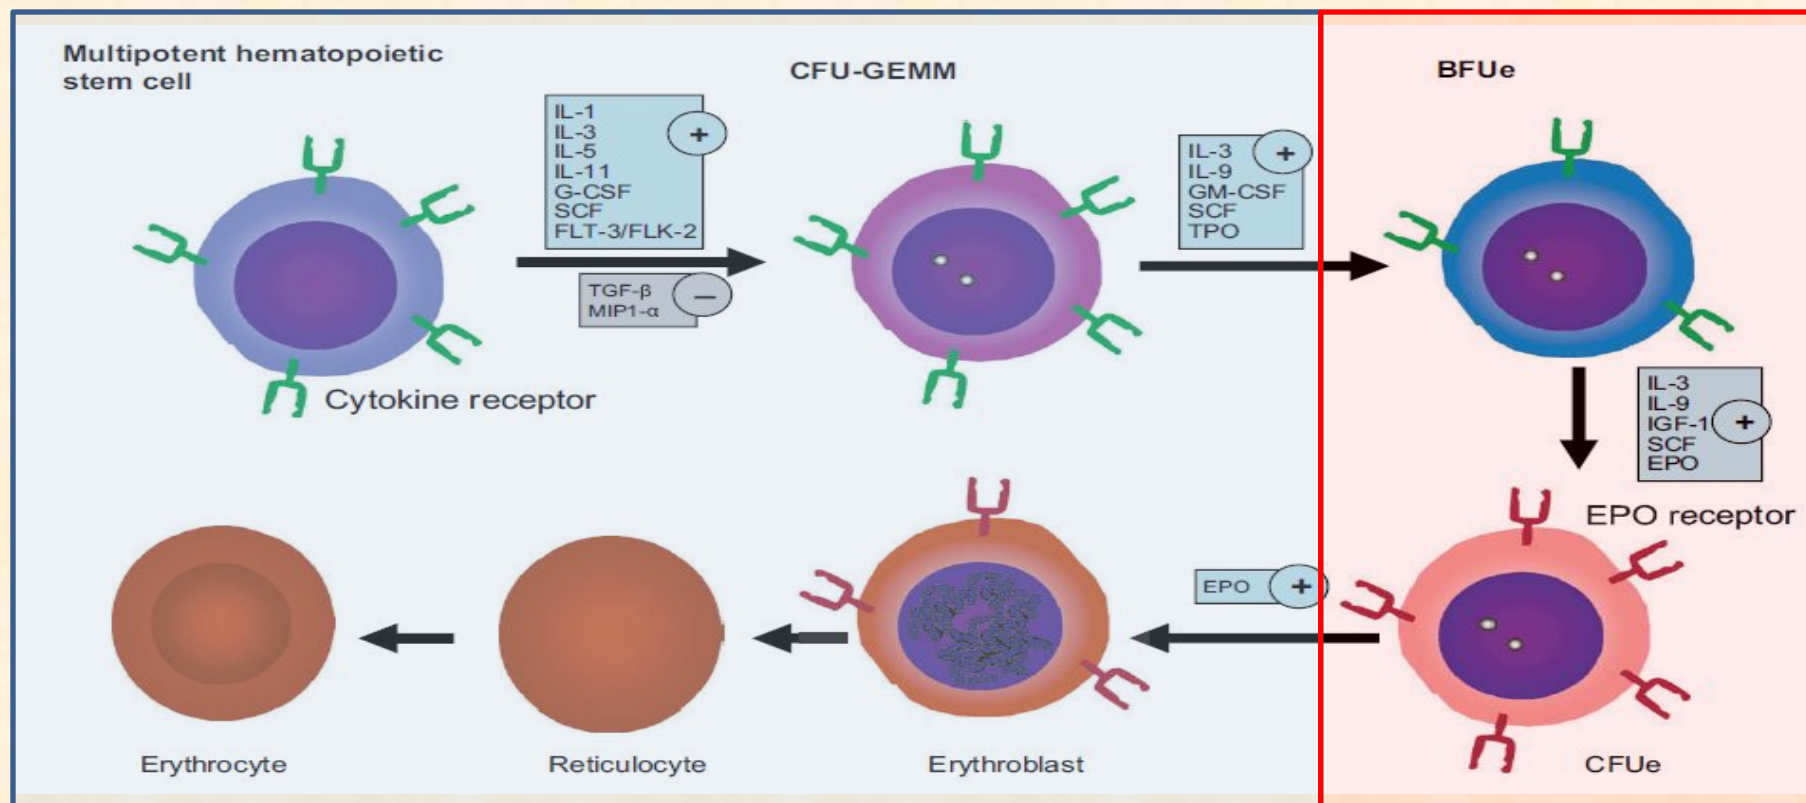 Multipotent hematopoietic
stem cell
CFU-GEMM
BFUe
IL-1
IL-3
IL-5
IL-11
G-CSF
SCF
FLT-3/FLK-2
+
TGF-β
MIP1-α
−
IL-3
IL-9
GM-CSF
SCF
TPO
+
Cytokine receptor
IL-3
IL-9
IGF-1
SCF
EPO
+
EPO receptor
EPO
+
Erythrocyte
Reticulocyte
Erythroblast
CFUe